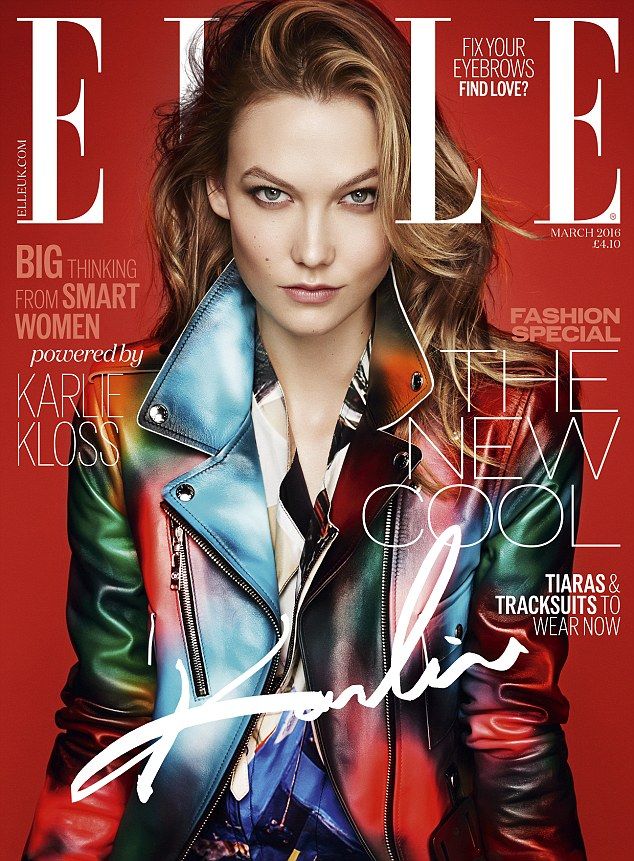 ELLE
FIX YOUR
EYEBROWS
FIND LOVE?
ELLEUK.COM
MARCH 2016
£4.10
BIG THINKING
FROM SMART
WOMEN
powered by
KARLIE
KLOSS
FASHION
SPECIAL
THE
NEW
COOL
TIARAS &
TRACKSUITS TO
WEAR NOW
Karlie